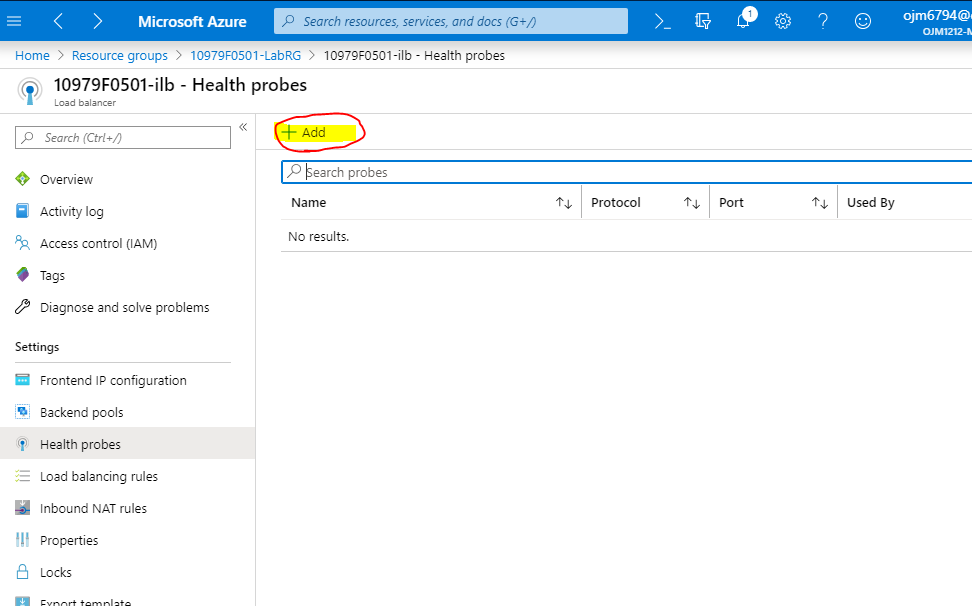 Microsoft Azure
Search resources, services, and docs (G+/)
1
ojm6794@
OJM1212-M
Home > Resource groups > 10979F0501-LabRG > 10979F0501-ilb - Health probes
10979F0501-ilb - Health probes
Load balancer
Search (Ctrl+/)
«
Overview
Activity log
Access control (IAM)
Tags
Diagnose and solve problems
Settings
Frontend IP configuration
Backend pools
Health probes
Load balancing rules
Inbound NAT rules
Properties
Locks
Export template
+ Add
Search probes
Name Protocol Port Used By
No results.